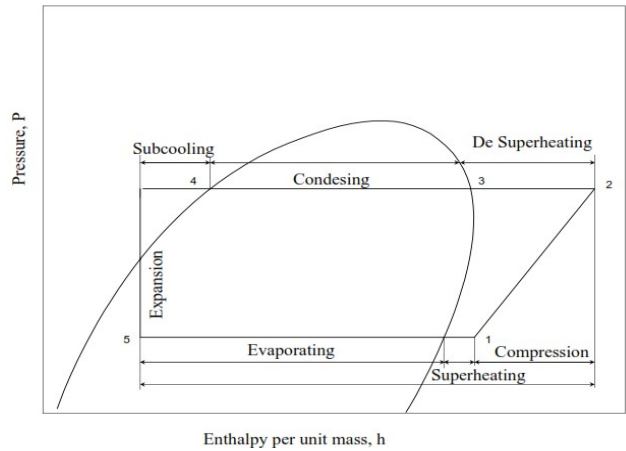 Pressure, P
Subcooling
De Superheating
4
Condesing
3
2
Expansion
5
1
Evaporating
Compression
Superheating
Enthalpy per unit mass, h